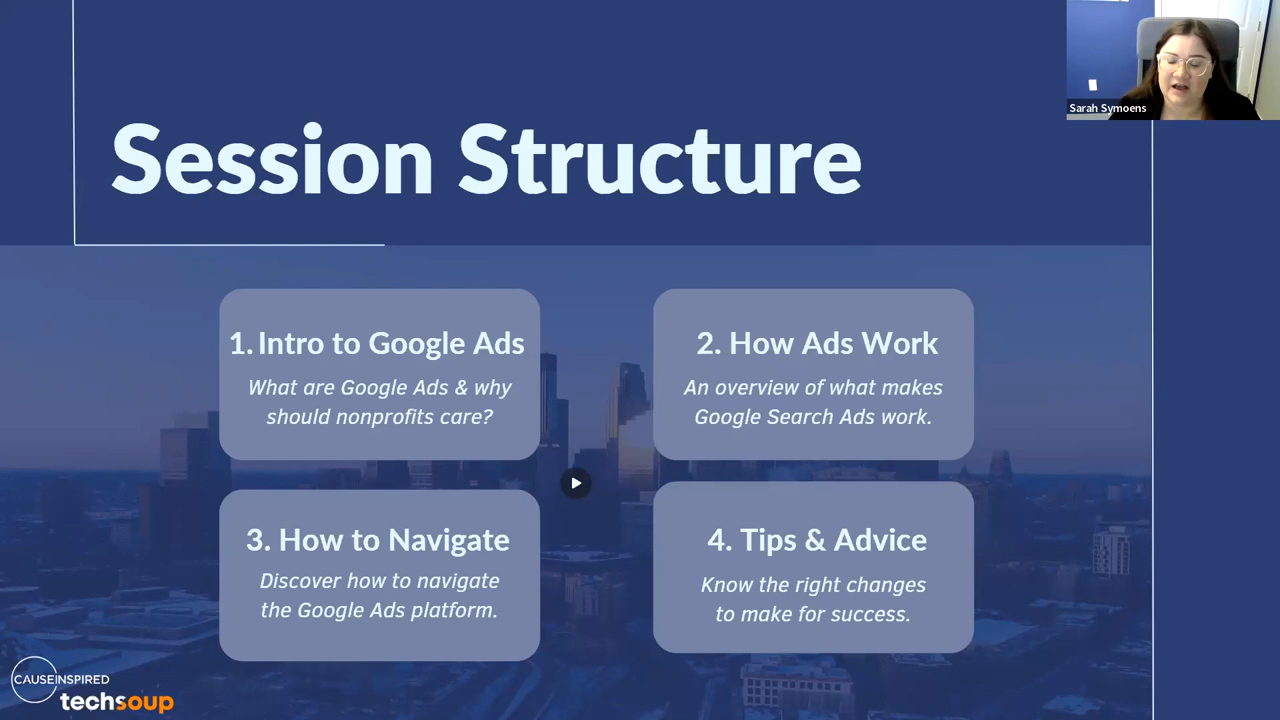 Sarah Symoens
Session Structure
1. Intro to Google Ads
What are Google Ads & why
should nonprofits care?
2. How Ads Work
An overview of what makes
Google Search Ads work.
3. How to Navigate
Discover how to navigate
the Google Ads platform.
4. Tips & Advice
Know the right changes
to make for success.
CAUSEINSPIRED
techsoup